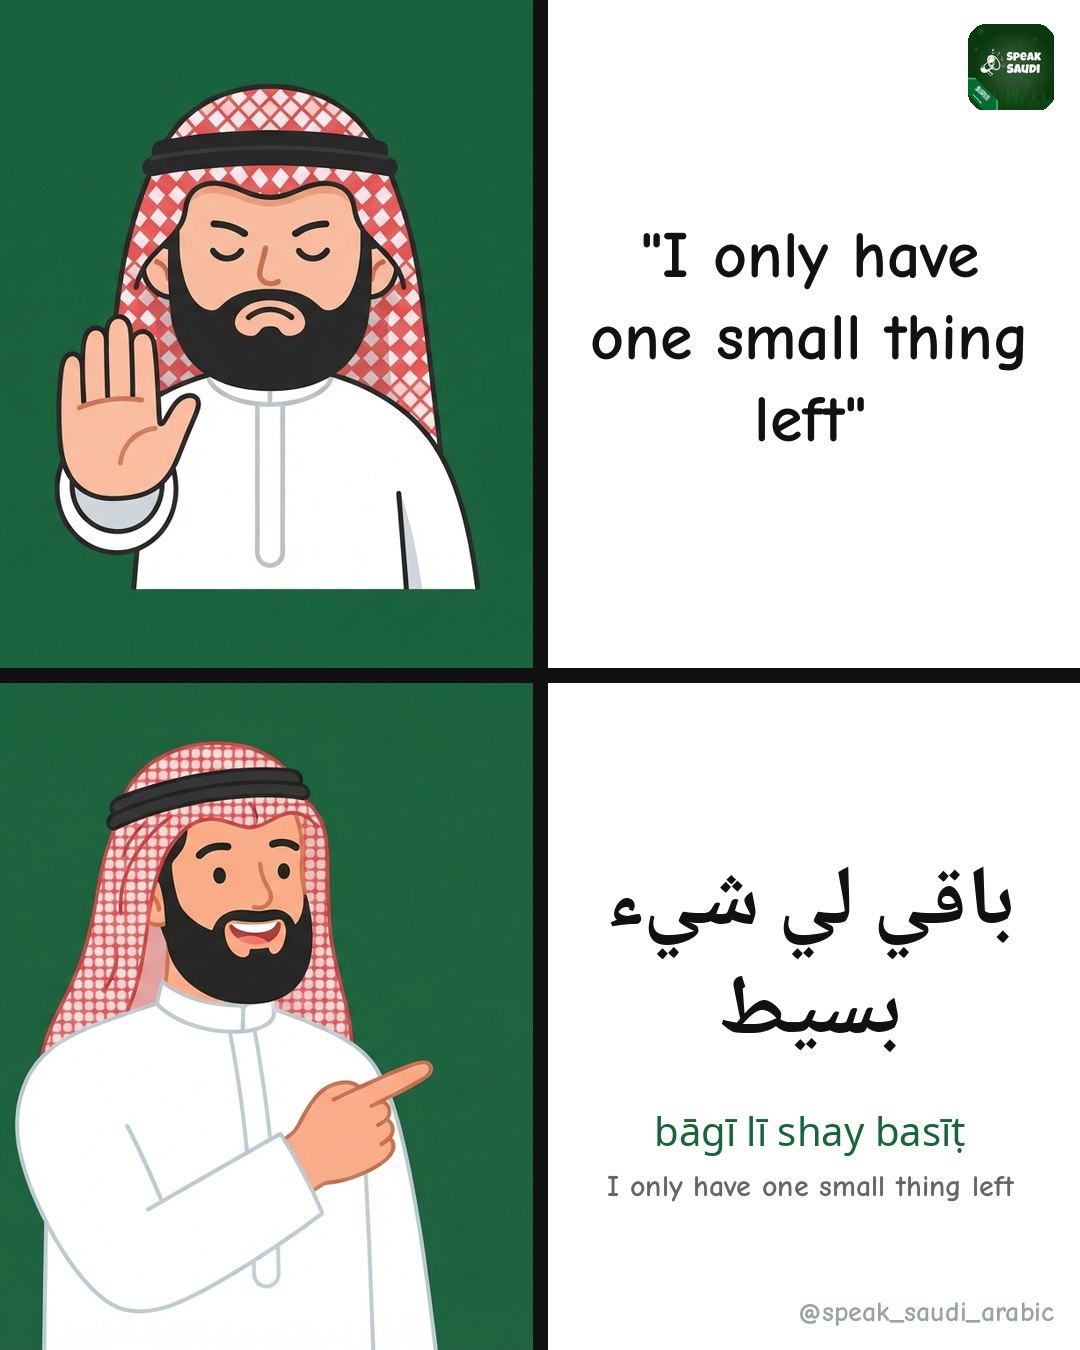 SPEAK
SAUDI
"I only have
one small thing
left"
باقي لي شيء
بسيط
bāgī lī shay basīṭ
I only have one small thing left
@speak_saudi_arabic